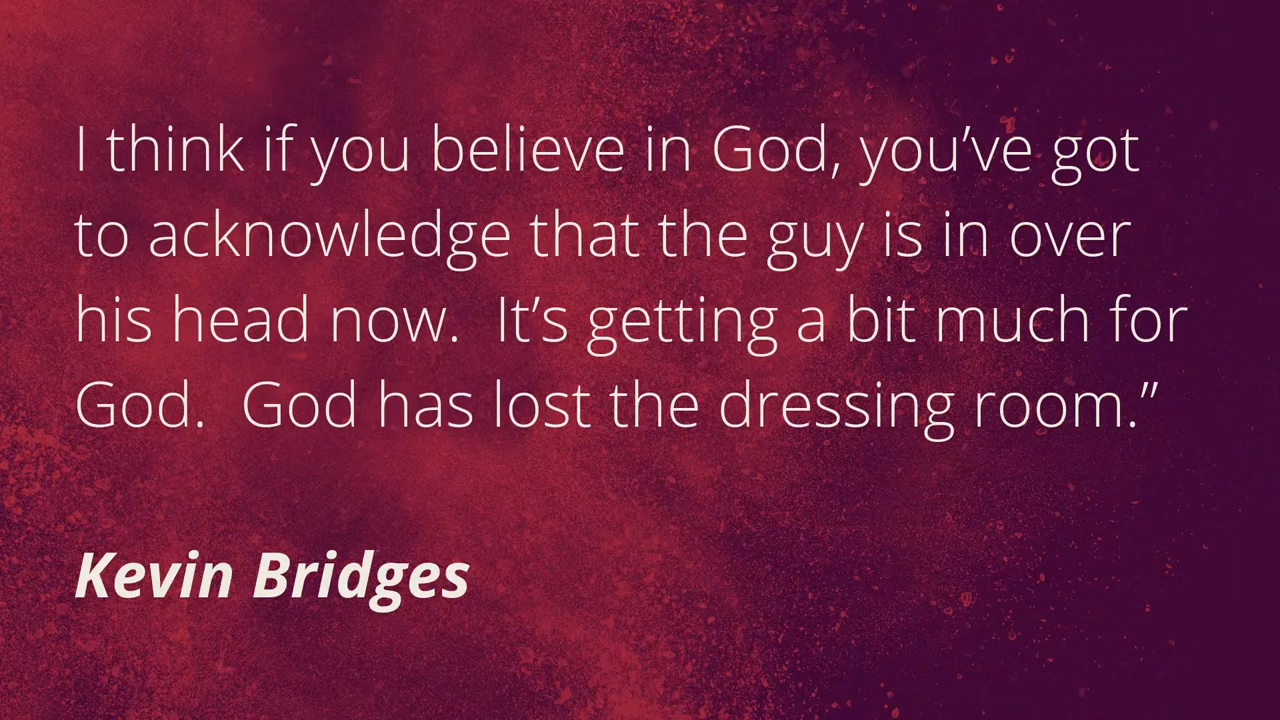 I think if you believe in God, you’ve got
to acknowledge that the guy is in over
his head now.  It’s getting a bit much for
God.  God has lost the dressing room.”
Kevin Bridges